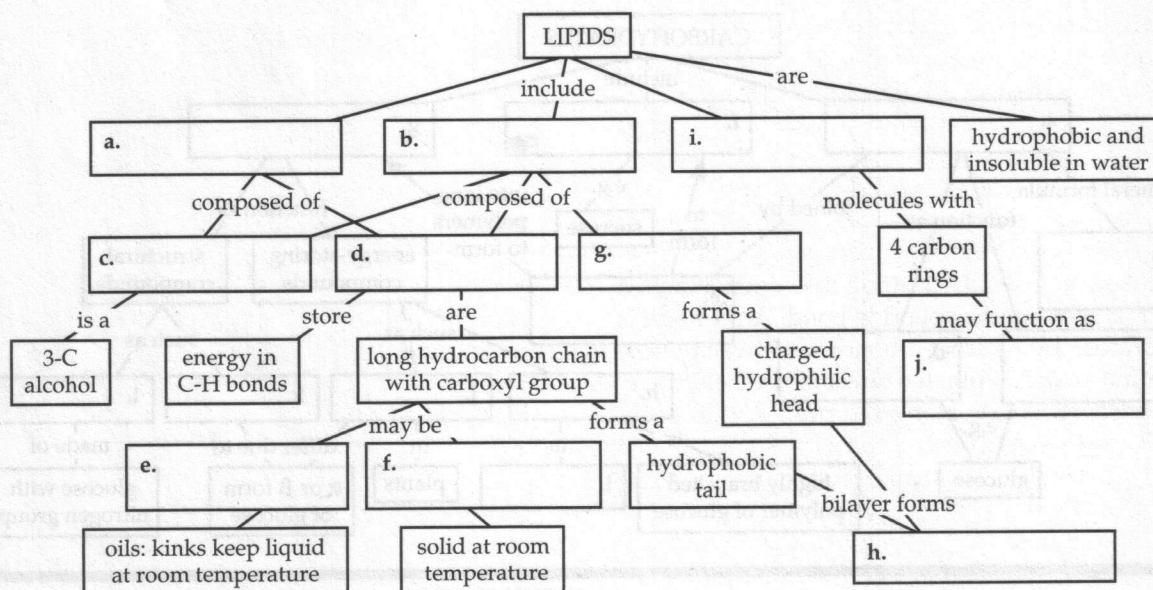 LIPIDS
include
are
a.
b.
i.
hydrophobic and
insoluble in water
composed of
composed of
molecules with
c.
d.
g.
4 carbon
rings
is a
store
are
forms a
may function as
3-C
alcohol
energy in
C-H bonds
long hydrocarbon chain
with carboxyl group
charged,
hydrophilic
head
j.
may be
forms a
e.
f.
hydrophobic
tail
bilayer forms
oils: kinks keep liquid
at room temperature
solid at room
temperature
h.